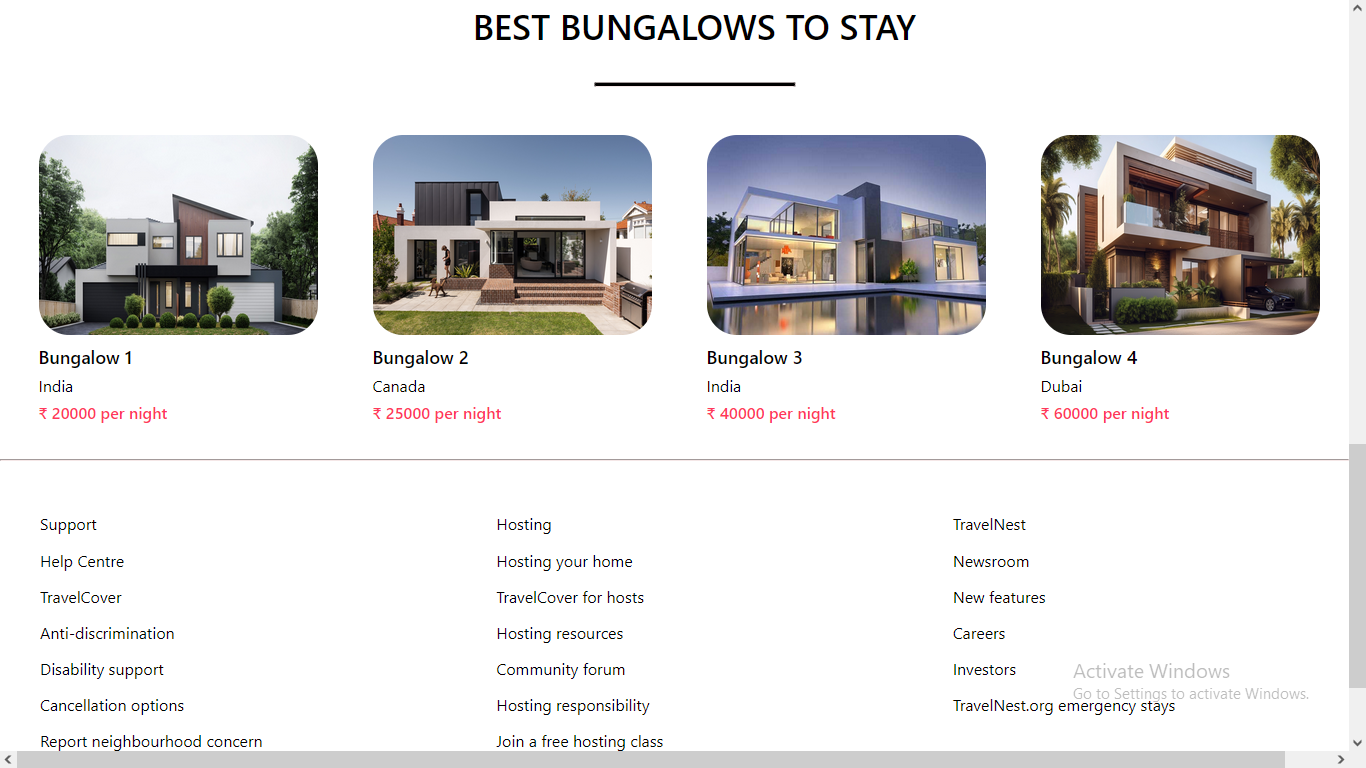 BEST BUNGALOWS TO STAY
Bungalow 1
India
₹ 20000 per night
Bungalow 2
Canada
₹ 25000 per night
Bungalow 3
India
₹ 40000 per night
Bungalow 4
Dubai
₹ 60000 per night
Support
Help Centre
TravelCover
Anti-discrimination
Disability support
Cancellation options
Report neighbourhood concern
Hosting
Hosting your home
TravelCover for hosts
Hosting resources
Community forum
Hosting responsibility
Join a free hosting class
TravelNest
Newsroom
New features
Careers
Investors
TravelNest.org emergency stays
Activate Windows
Go to Settings to activate Windows.